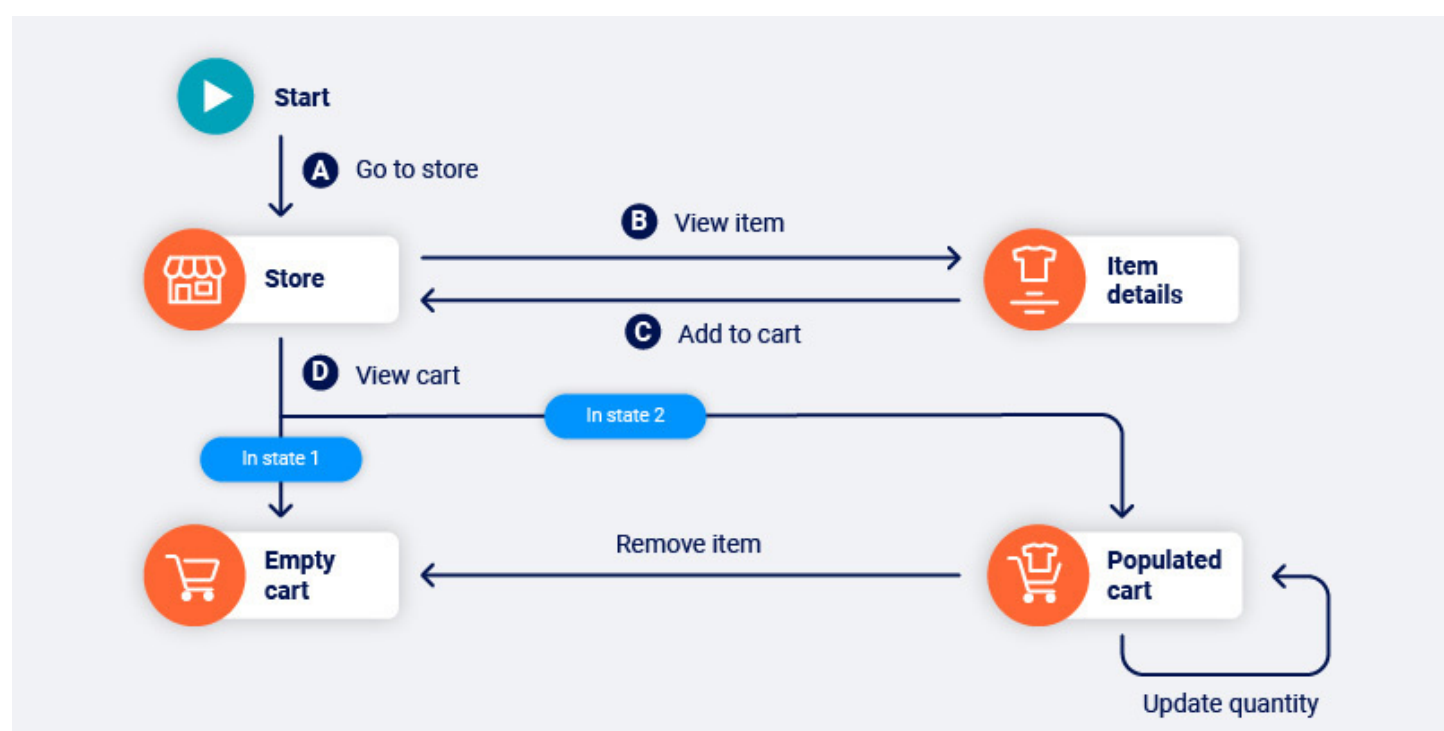 Start
A Go to store
B View item
Store
Item
details
C Add to cart
D View cart
In state 2
In state 1
Empty
cart
Remove item
Populated
cart
Update quantity